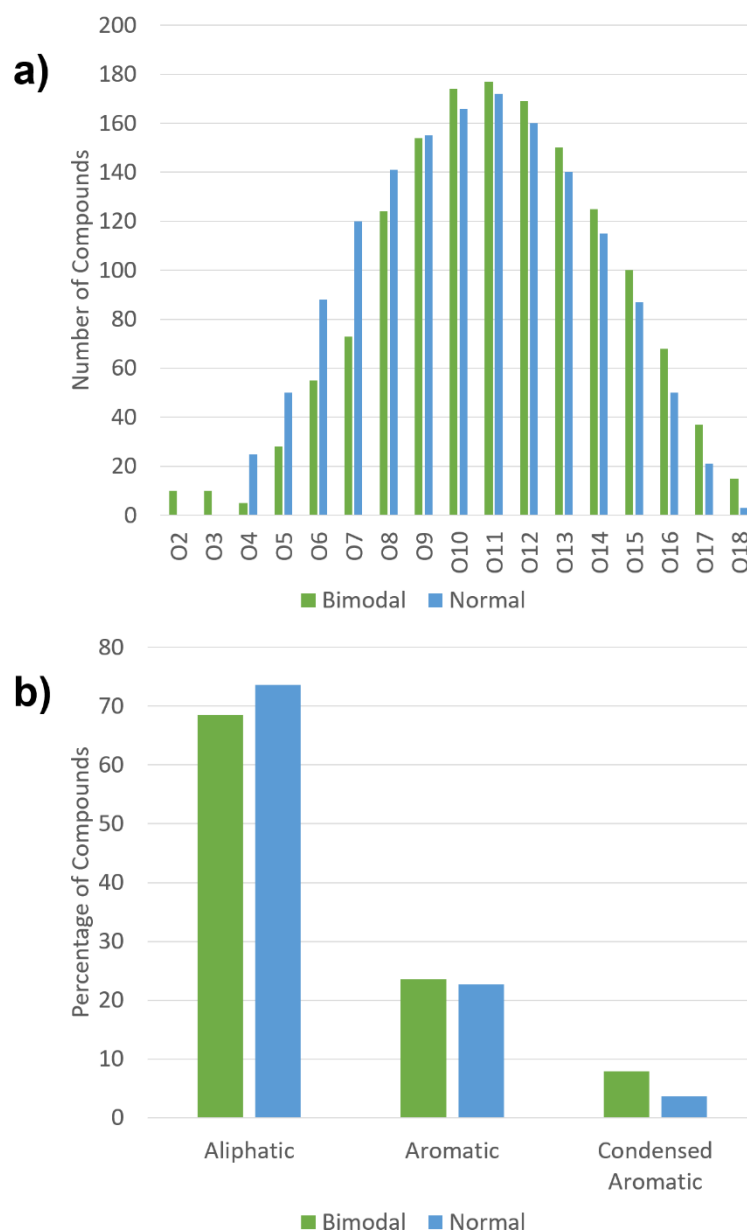 a)
Number of Compounds
200
180
160
140
120
100
80
60
40
20
0
O2 O3 O4 O5 O6 O7 O8 O9 O10 O11 O12 O13 O14 O15 O16 O17 O18
Bimodal Normal
b)
Percentage of Compounds
80
70
60
50
40
30
20
10
0
Aliphatic Aromatic Condensed
Aromatic
Bimodal Normal